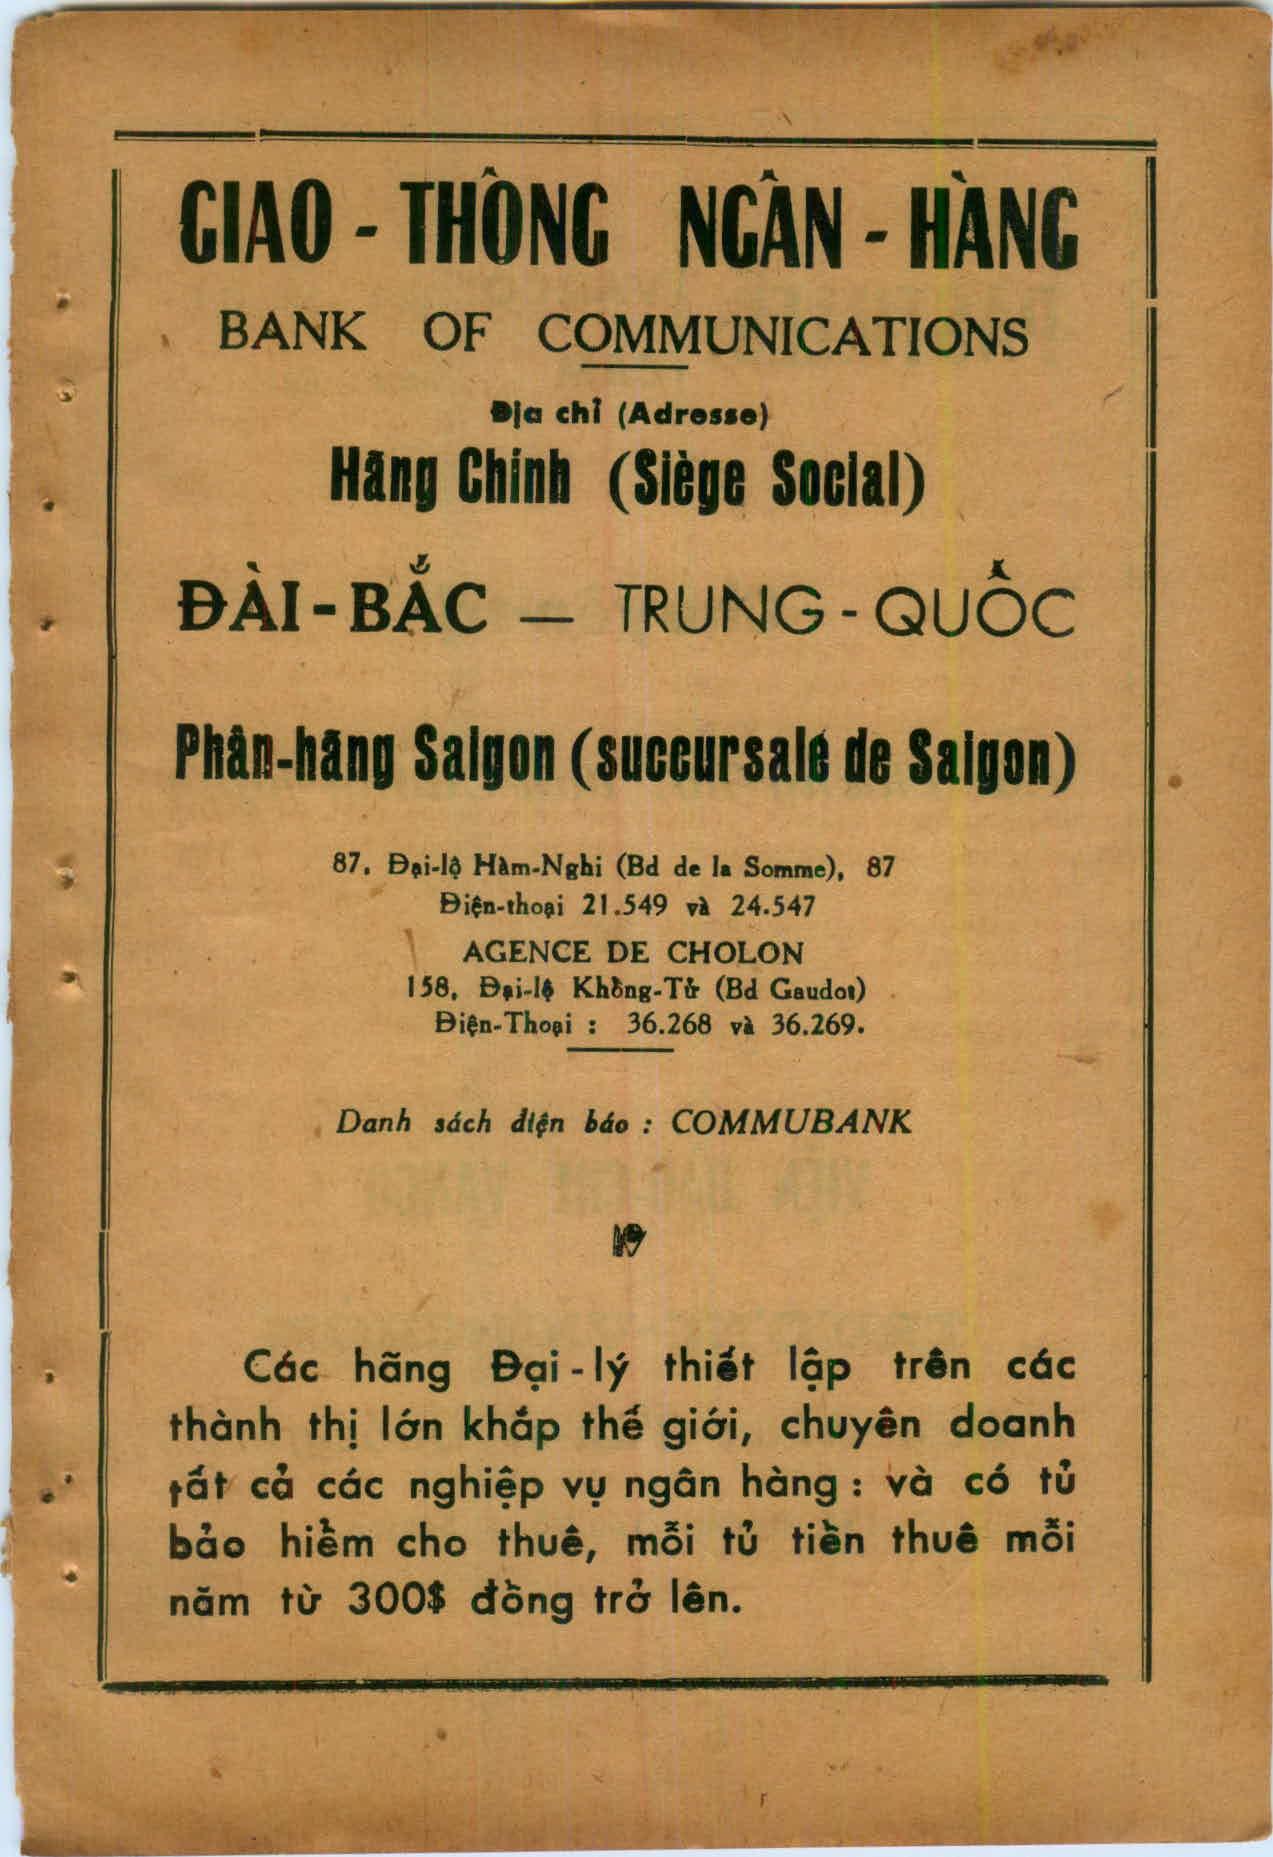 GIAO - THÔNG NGÂN - HÀNG
BANK OF COMMUNICATIONS
Địa chỉ (Adresse)
Hãng Chính (Siège Social)
ĐÀI - BẮC — TRUNG - QUỐC
Phân-hãng Saigon (succursale de Saigon)
87, Đại-lộ Hàm-Nghi (Bd de la Somme), 87
Điện-thoại 21.549 và 24.547
AGENCE DE CHOLON
158, Đại-lộ Khổng-Tử (Bd Gaudot)
Điện-Thoại : 36.268 và 36.269.
Danh sách điện báo : COMMUBANK
Các hãng Đại - lý thiết lập trên các
thành thị lớn khắp thế giới, chuyên doanh
tất cả các nghiệp vụ ngân hàng : và có tủ
bảo hiểm cho thuê, mỗi tủ tiền thuê mỗi
năm từ 300$ đồng trở lên.